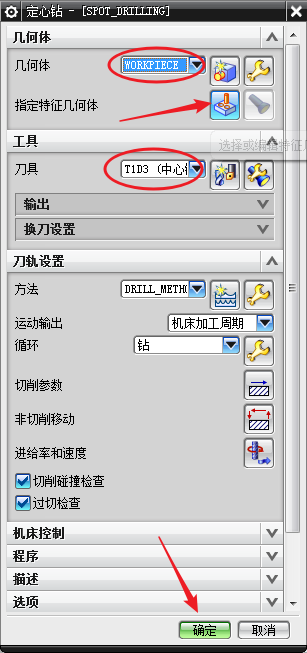 定心钻 - [SPOT_DRILLING]
几何体
几何体 WORKPIECE
指定特征几何体
选择或编辑特征
工具
刀具 T1D3 (中心
输出
换刀设置
刀轨设置
方法 DRILL_METH
运动输出 机床加工周期
循环 钻
切削参数
非切削移动
进给率和速度
切削碰撞检查
过切检查
机床控制
程序
描述
选项
确定 取消